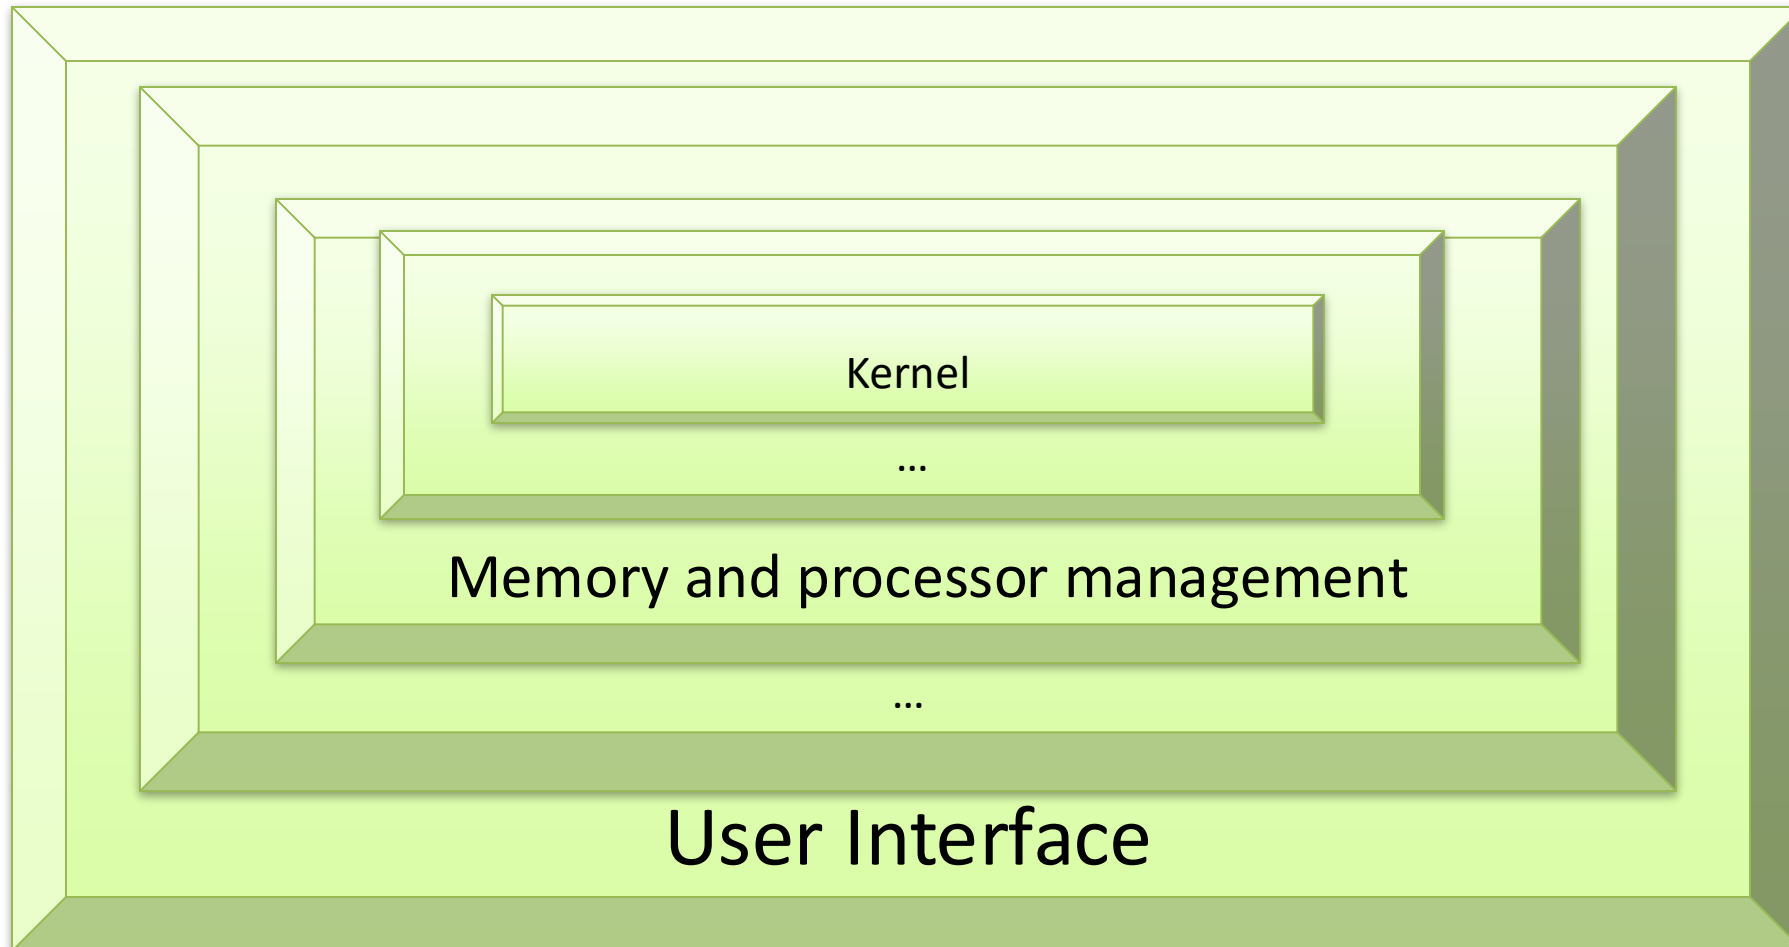 Kernel
...
Memory and processor management
...
User Interface